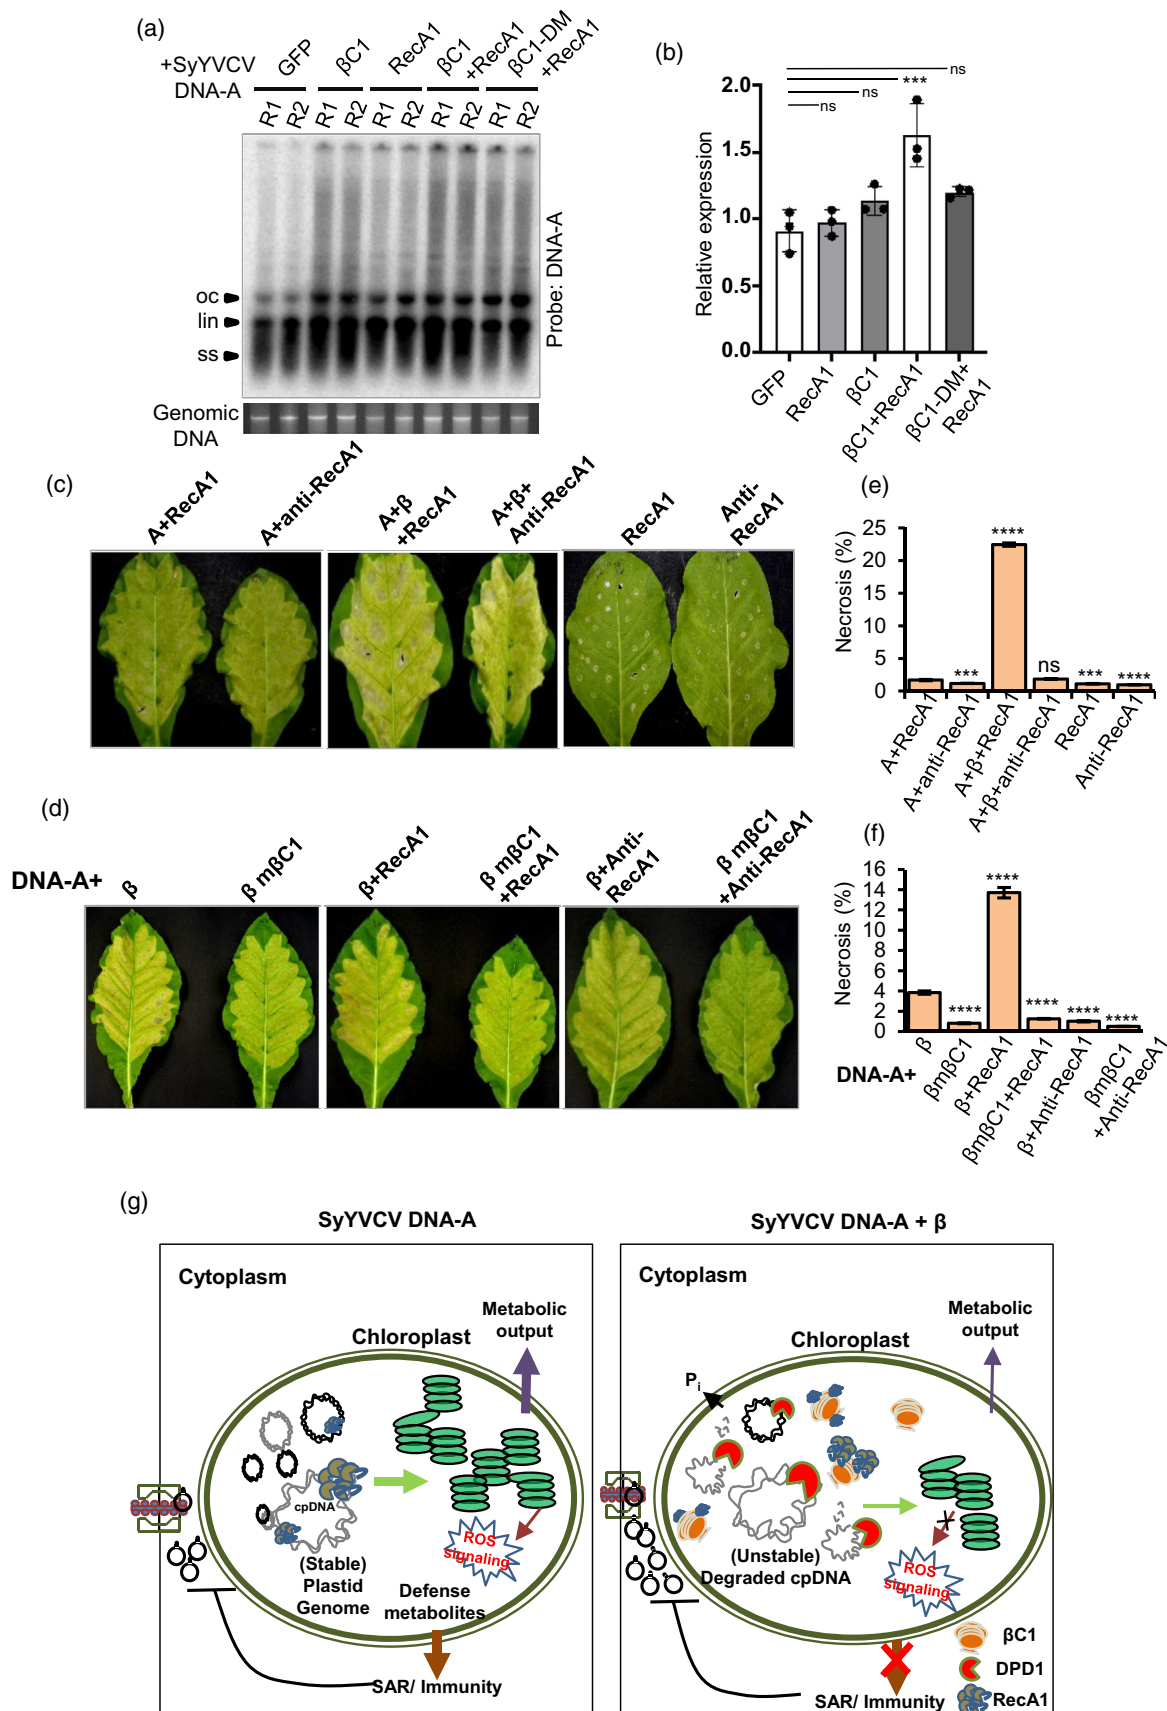 (a)
+SyYVCV
DNA-A
GFP
βC1
RecA1
βC1
+RecA1
βC1-DM
+RecA1
R1 R2 R1 R2 R1 R2 R1 R2 R1 R2
oc
lin
ss
Probe: DNA-A
Genomic
DNA
(b)
Relative expression
2.0
1.5
1.0
0.5
0.0
ns
***
ns
ns
GFP
RecA1
βC1
βC1+RecA1
βC1-DM+
RecA1
(c)
A+RecA1
A+anti-RecA1
A+β
+RecA1
A+β+
Anti-RecA1
RecA1
Anti-
RecA1
(e)
Necrosis (%)
25
20
15
10
5
0
***
****
ns
***
****
A+RecA1
A+anti-RecA1
A+β+RecA1
A+β+anti-RecA1
RecA1
Anti-RecA1
(d)
DNA-A+
β
β mβC1
β+RecA1
β mβC1
+RecA1
β+Anti-
RecA1
β mβC1
+Anti-RecA1
(f)
Necrosis (%)
16
14
12
10
8
6
4
2
0
****
****
****
****
****
DNA-A+
β
βmβC1
β+RecA1
βmβC1+RecA1
β+Anti-RecA1
βmβC1
+Anti-RecA1
(g)
SyYVCV DNA-A
Cytoplasm
Metabolic
output
Chloroplast
cpDNA
(Stable)
Plastid
Genome
ROS
signaling
Defense
metabolites
SAR/ Immunity
SyYVCV DNA-A + β
Cytoplasm
Metabolic
output
Chloroplast
Pi
(Unstable)
Degraded cpDNA
ROS
signaling
SAR/ Immunity
βC1
DPD1
RecA1